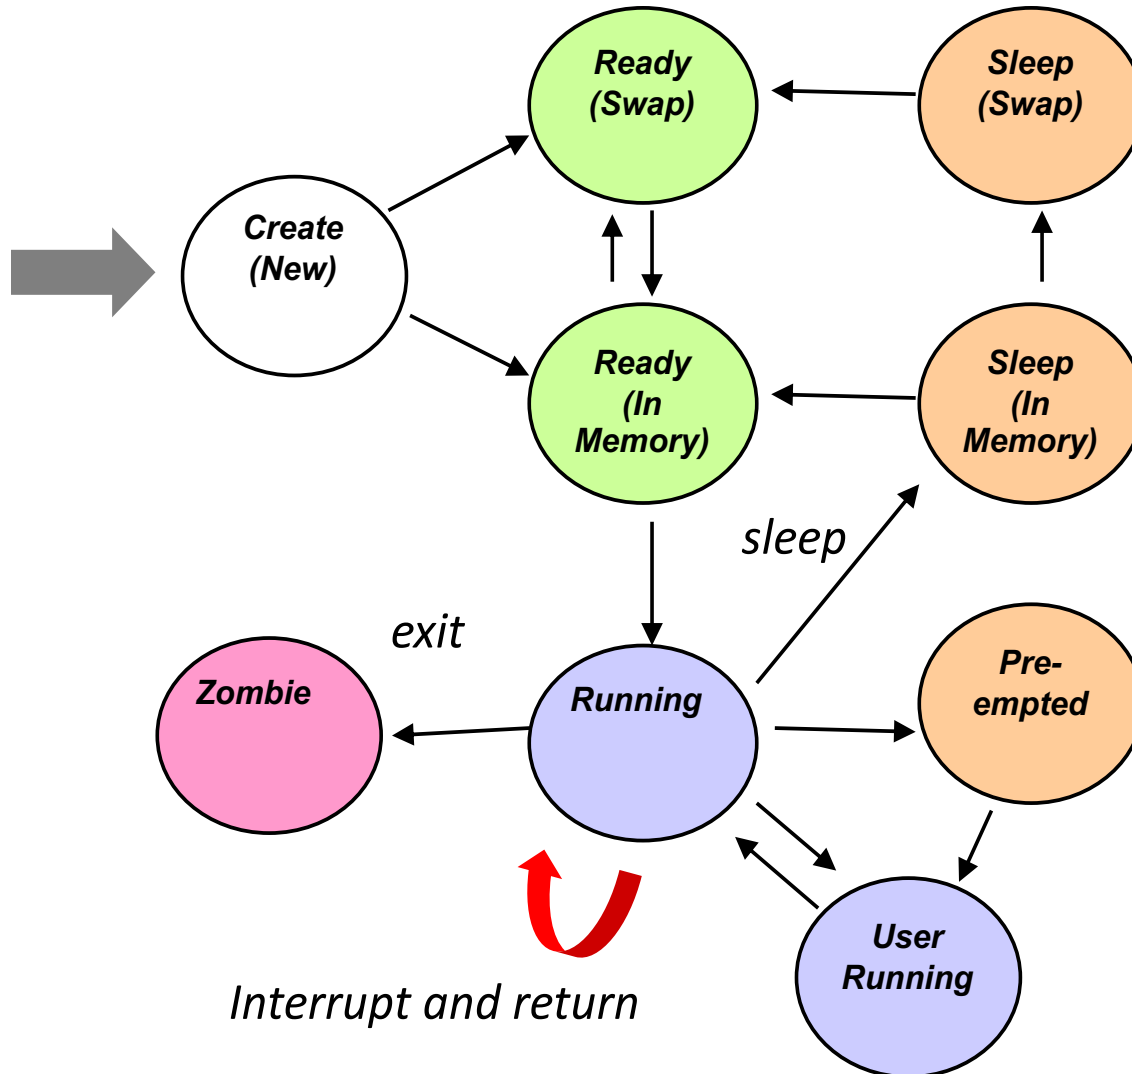 Ready
(Swap)
Sleep
(Swap)
Create
(New)
Ready
(In
Memory)
Sleep
(In
Memory)
sleep
exit
Zombie
Running
Pre-
empted
User
Running
Interrupt and return